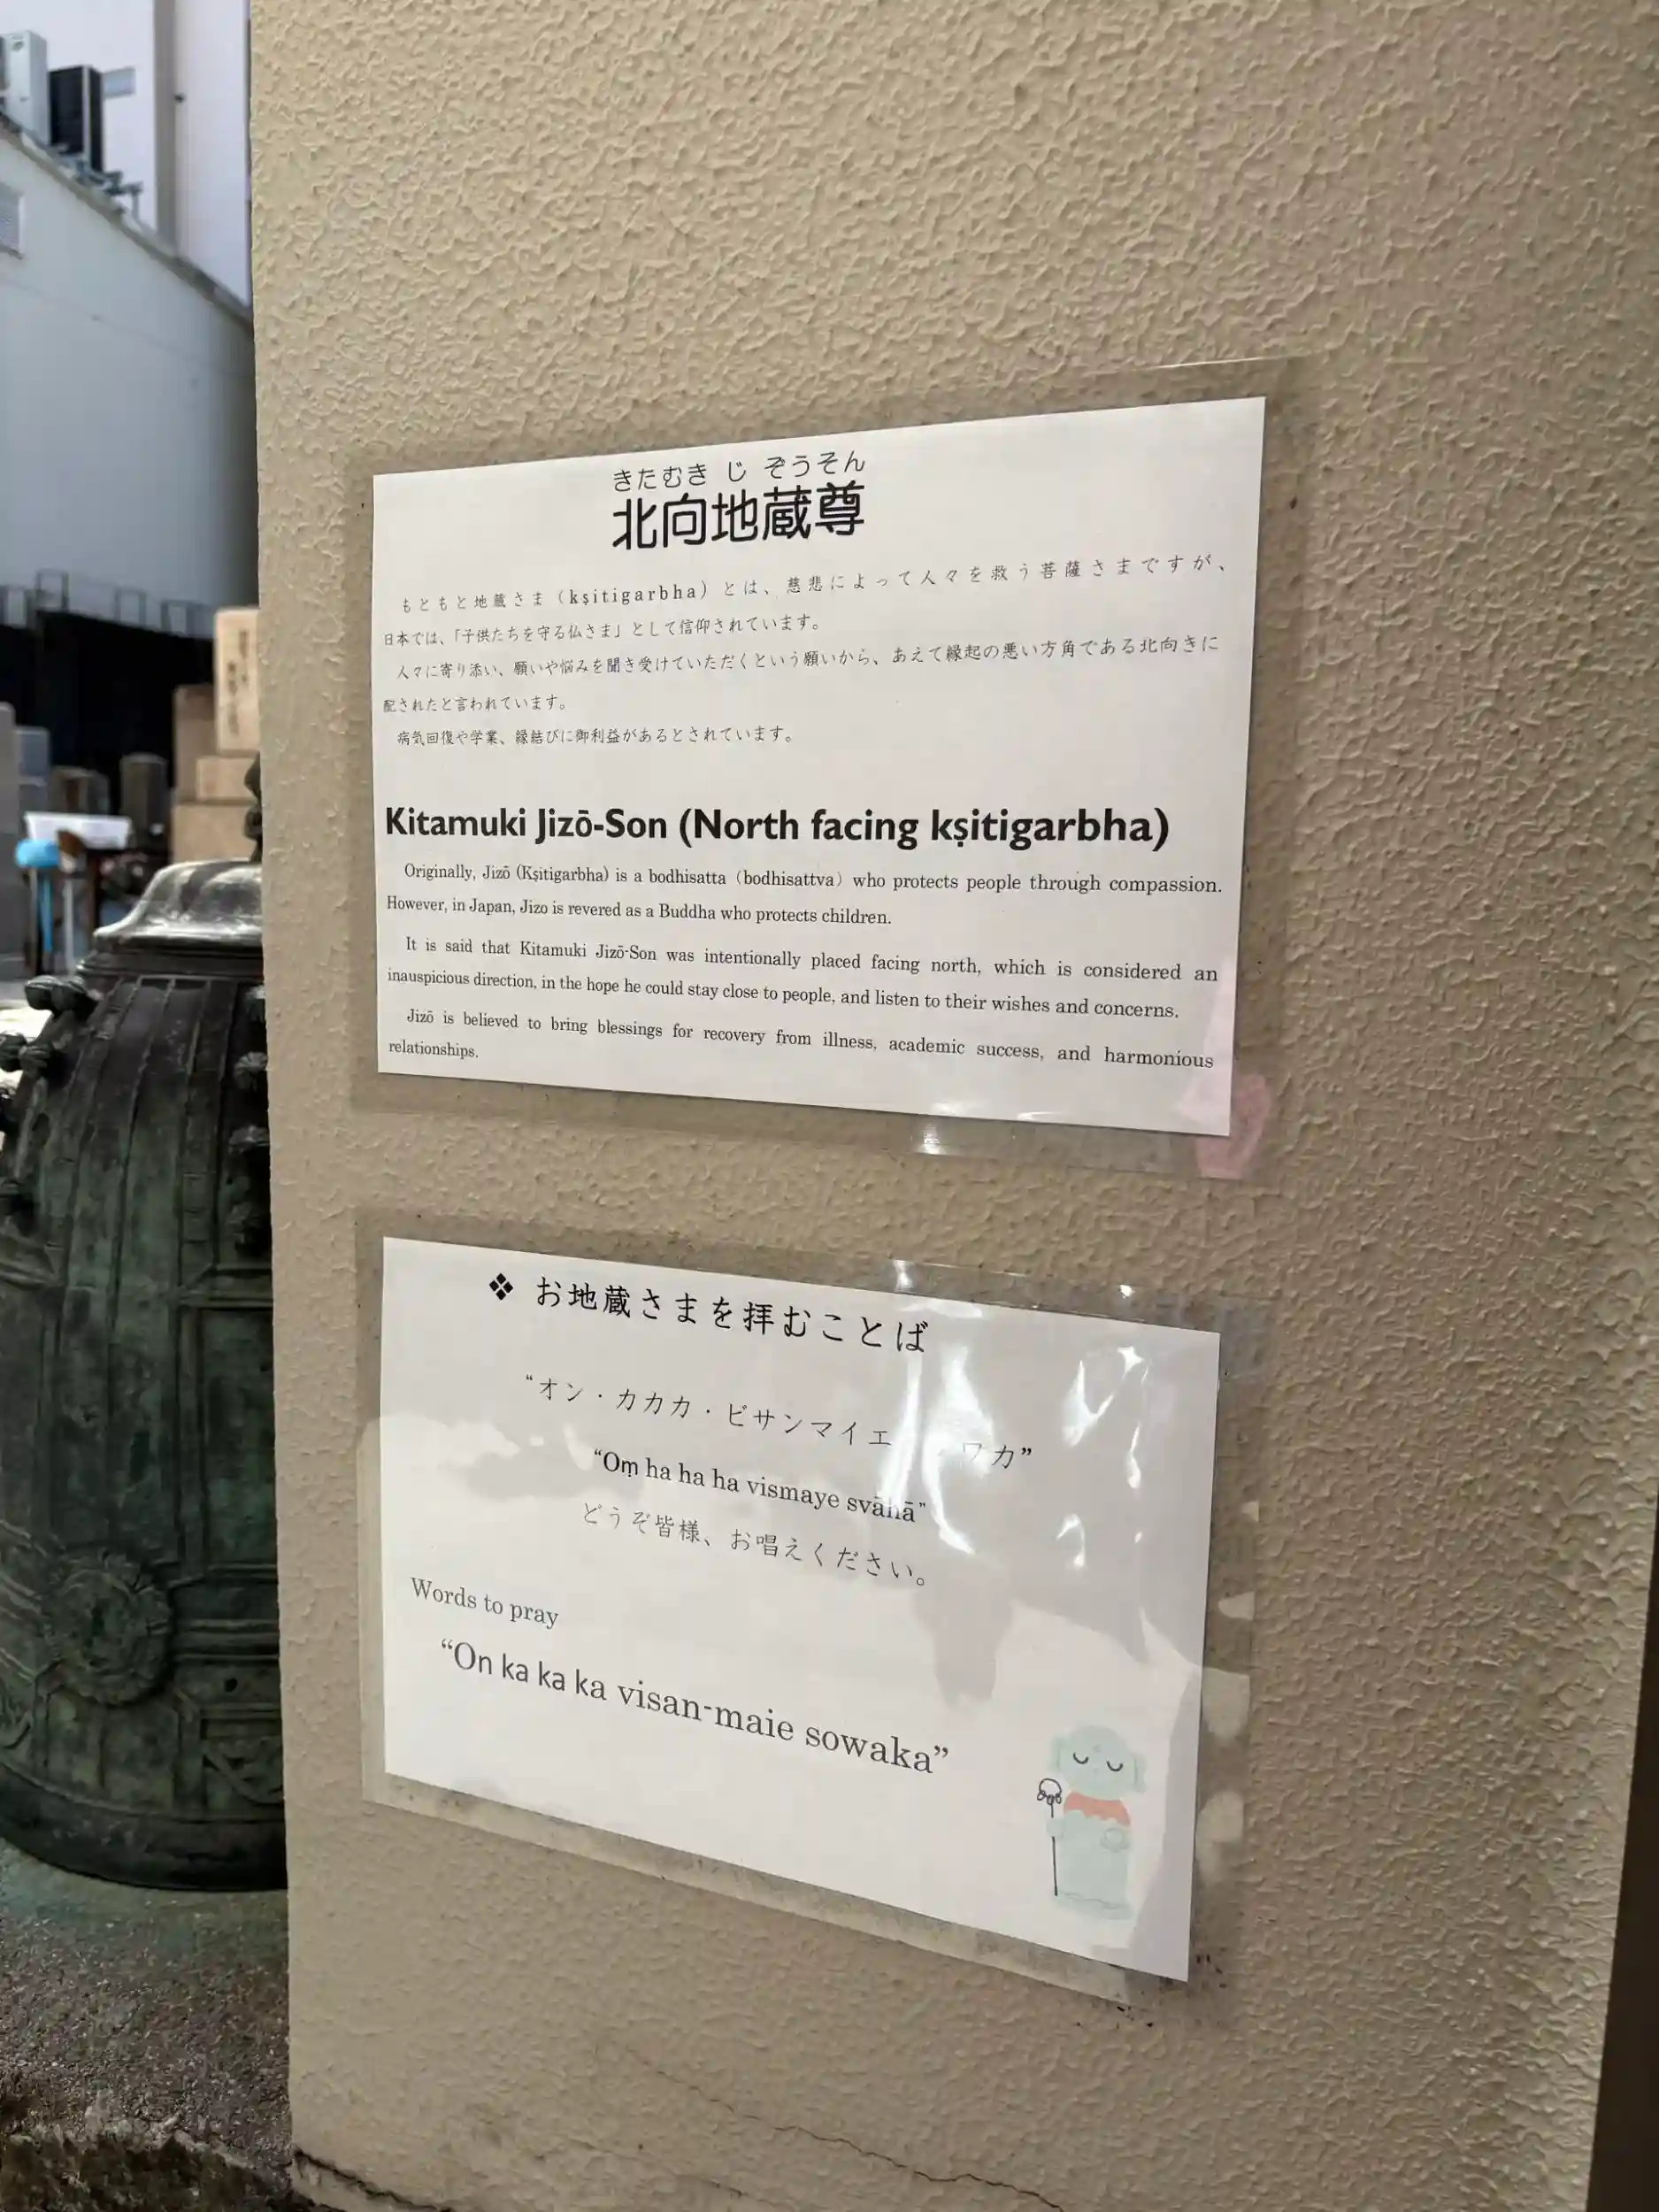 きたむき じ ぞうそん
北向地蔵尊
もともと地蔵さま（kṣitigarbha）とは、慈悲によって人々を救う菩薩さまですが、
日本では、「子供たちを守る仏さま」として信仰されています。
人々に寄り添い、願いや悩みを聞き受けていただくという願いから、あえて縁起の悪い方角である北向きに
配されたと言われています。
病気回復や学業、縁結びに御利益があるとされています。
Kitamuki Jizō-Son (North facing kṣitigarbha)
Originally, Jizō (Kṣitigarbha) is a bodhisatta（bodhisattva）who protects people through compassion.
However, in Japan, Jizo is revered as a Buddha who protects children.
It is said that Kitamuki Jizō-Son was intentionally placed facing north, which is considered an
inauspicious direction, in the hope he could stay close to people, and listen to their wishes and concerns.
Jizō is believed to bring blessings for recovery from illness, academic success, and harmonious
relationships.
❖ お地蔵さまを拝むことば
“オン・カカカ・ビサンマイエ ワカ”
“Oṃ ha ha ha vismaye svāhā”
どうぞ皆様、お唱えください。
Words to pray
“On ka ka ka visan-maie sowaka”